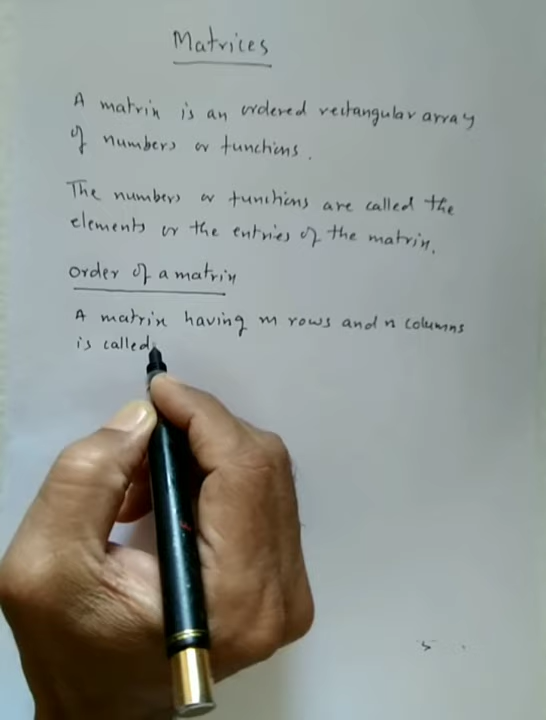 Matrices
A matrix is an ordered rectangular array
of numbers or functions.
The numbers or functions are called the
elements or the entries of the matrix.
Order of a matrix
A matrix having m rows and n columns
is called